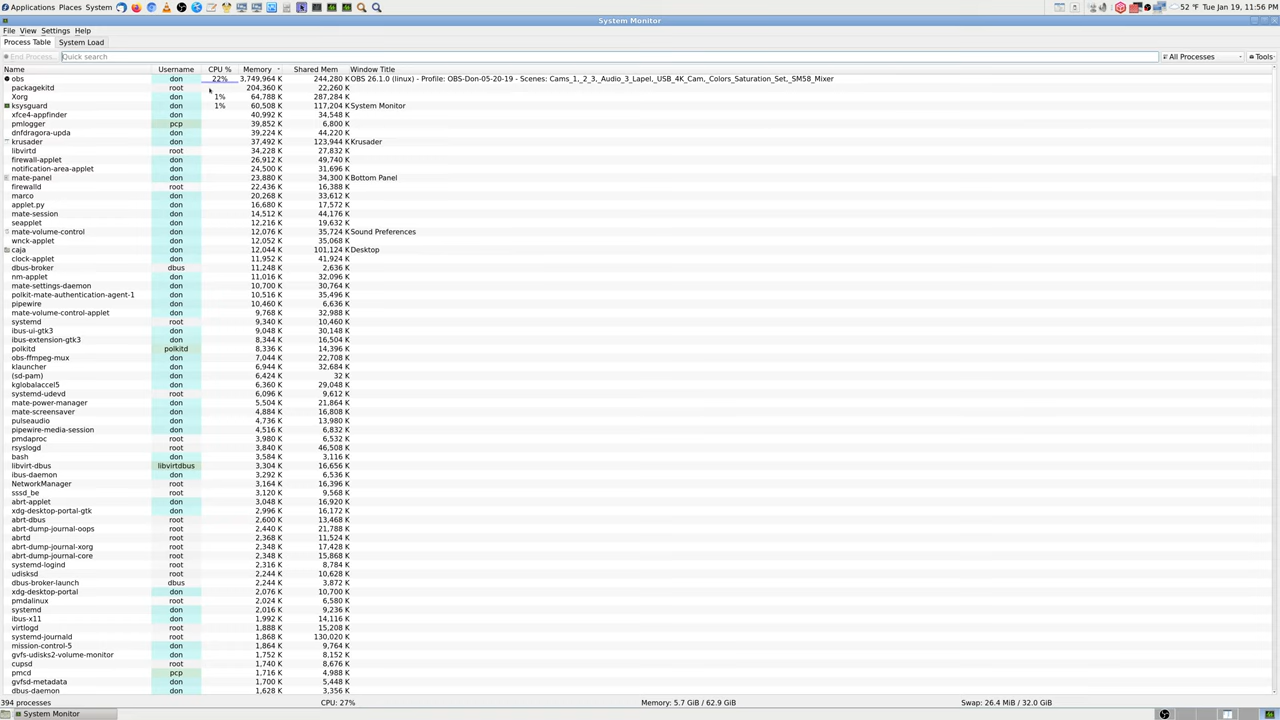 Applications Places System 52 °F Tue Jan 19, 11:56 PM
System Monitor
File View Settings Help
Process Table System Load
End Process... Quick search All Processes Tools
Name Username CPU % Memory Shared Mem Window Title
obs don 22% 3,749,964 K 244,280 K OBS 26.1.0 (linux) - Profile: OBS-Don-05-20-19 - Scenes: Cams_1._2_3,_Audio_3_Lapel,_USB_4K_Cam,_Colors_Saturation_Set,_SM58_Mixer
packagekitd root 204,360 K 22,260 K
Xorg don 1% 64,788 K 287,284 K
ksysguard don 1% 60,508 K 117,204 K System Monitor
xfce4-appfinder don 40,992 K 34,548 K
pmlogger pcp 39,852 K 6,800 K
dnfdragora-upda don 39,224 K 44,220 K
krusader don 37,492 K 123,944 K Krusader
libvirtd root 34,228 K 27,832 K
firewall-applet don 26,912 K 49,740 K
notification-area-applet don 24,500 K 31,696 K
mate-panel don 23,880 K 34,300 K Bottom Panel
firewalld root 22,436 K 16,388 K
marco don 20,268 K 33,612 K
applet.py don 16,680 K 17,572 K
mate-session don 14,512 K 44,176 K
seapplet don 12,216 K 19,632 K
mate-volume-control don 12,076 K 35,724 K Sound Preferences
wnck-applet don 12,052 K 35,068 K
caja don 12,044 K 101,124 K Desktop
clock-applet don 11,952 K 41,924 K
dbus-broker dbus 11,248 K 2,636 K
nm-applet don 11,016 K 32,096 K
mate-settings-daemon don 10,700 K 30,764 K
polkit-mate-authentication-agent-1 don 10,516 K 35,496 K
pipewire don 10,460 K 6,636 K
mate-volume-control-applet don 9,768 K 32,988 K
systemd root 9,340 K 10,460 K
ibus-ui-gtk3 don 9,048 K 30,148 K
ibus-extension-gtk3 don 8,344 K 16,504 K
polkitd polkitd 8,336 K 14,396 K
obs-ffmpeg-mux don 7,044 K 22,708 K
klauncher don 6,944 K 32,684 K
(sd-pam) don 6,424 K 32 K
kglobalaccel5 don 6,360 K 29,048 K
systemd-udevd root 6,096 K 9,612 K
mate-power-manager don 5,504 K 21,864 K
mate-screensaver don 4,884 K 16,808 K
pulseaudio don 4,736 K 13,980 K
pipewire-media-session don 4,516 K 6,832 K
pmdaproc root 3,980 K 6,532 K
rsyslogd root 3,840 K 46,508 K
bash don 3,584 K 3,116 K
libvirt-dbus libvirtdbus 3,304 K 16,656 K
ibus-daemon don 3,292 K 6,536 K
NetworkManager root 3,164 K 16,396 K
sssd_be root 3,120 K 9,568 K
abrt-applet don 3,048 K 16,920 K
xdg-desktop-portal-gtk don 2,996 K 16,172 K
abrt-dbus root 2,600 K 13,468 K
abrt-dump-journal-oops root 2,440 K 21,788 K
abrtd root 2,368 K 11,524 K
abrt-dump-journal-xorg root 2,348 K 17,428 K
abrt-dump-journal-core root 2,348 K 15,868 K
systemd-logind root 2,316 K 8,784 K
udisksd root 2,244 K 10,628 K
dbus-broker-launch dbus 2,244 K 3,872 K
xdg-desktop-portal don 2,076 K 10,700 K
pmdalinux root 2,024 K 6,580 K
systemd don 2,016 K 9,236 K
ibus-x11 don 1,992 K 14,116 K
virtlogd root 1,888 K 15,208 K
systemd-journald root 1,868 K 130,020 K
mission-control-5 don 1,864 K 9,764 K
gvfs-udisks2-volume-monitor don 1,752 K 8,152 K
cupsd root 1,740 K 8,676 K
pmcd pcp 1,716 K 4,988 K
gvfsd-metadata don 1,700 K 5,448 K
dbus-daemon don 1,628 K 3,356 K
394 processes CPU: 27% Memory: 5.7 GiB / 62.9 GiB Swap: 26.4 MiB / 32.0 GiB
System Monitor